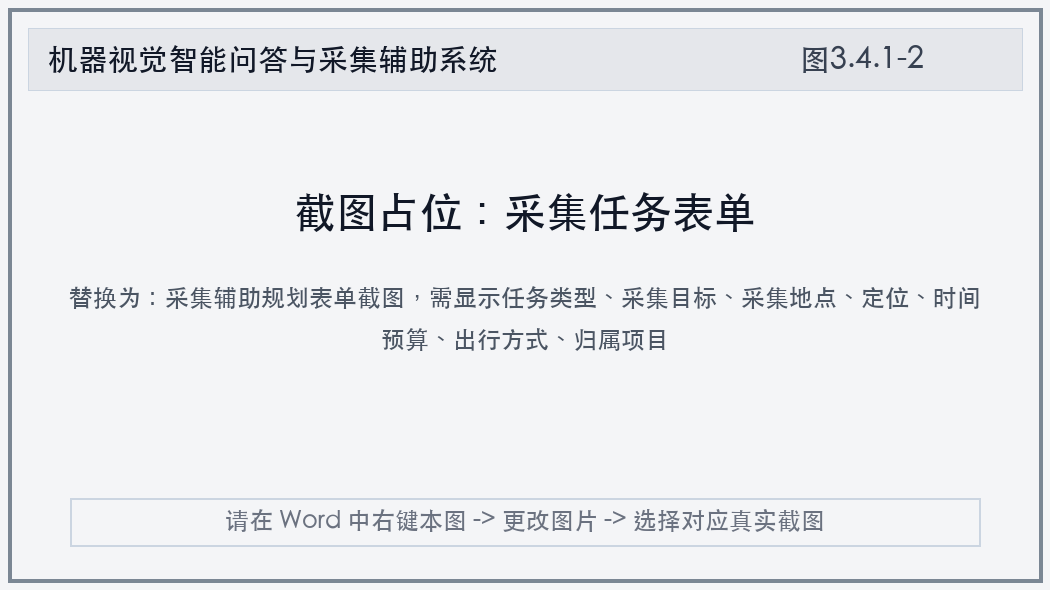 机器视觉智能问答与采集辅助系统
图3.4.1-2
截图占位：采集任务表单
替换为：采集辅助规划表单截图，需显示任务类型、采集目标、采集地点、定位、时间
预算、出行方式、归属项目
请在 Word 中右键本图 -> 更改图片 -> 选择对应真实截图